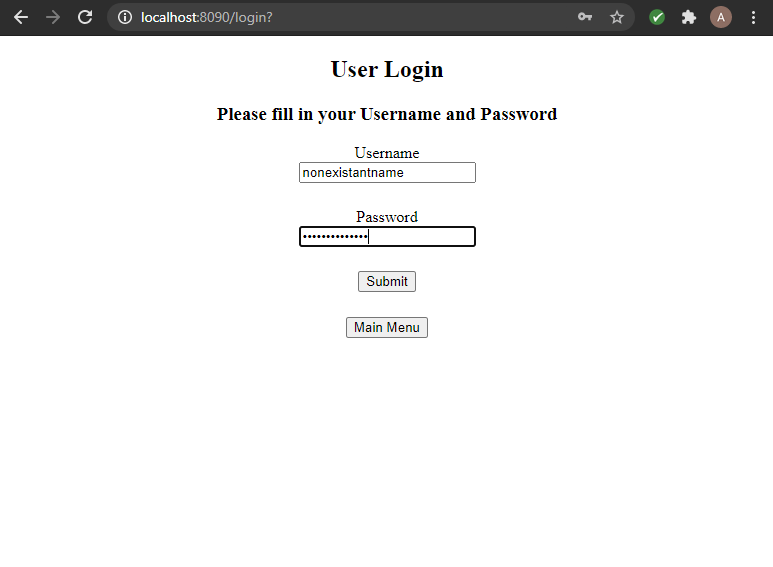 localhost:8090/login?
A
User Login
Please fill in your Username and Password
Username
nonexistantname
Password
••••••••••••••
Submit
Main Menu